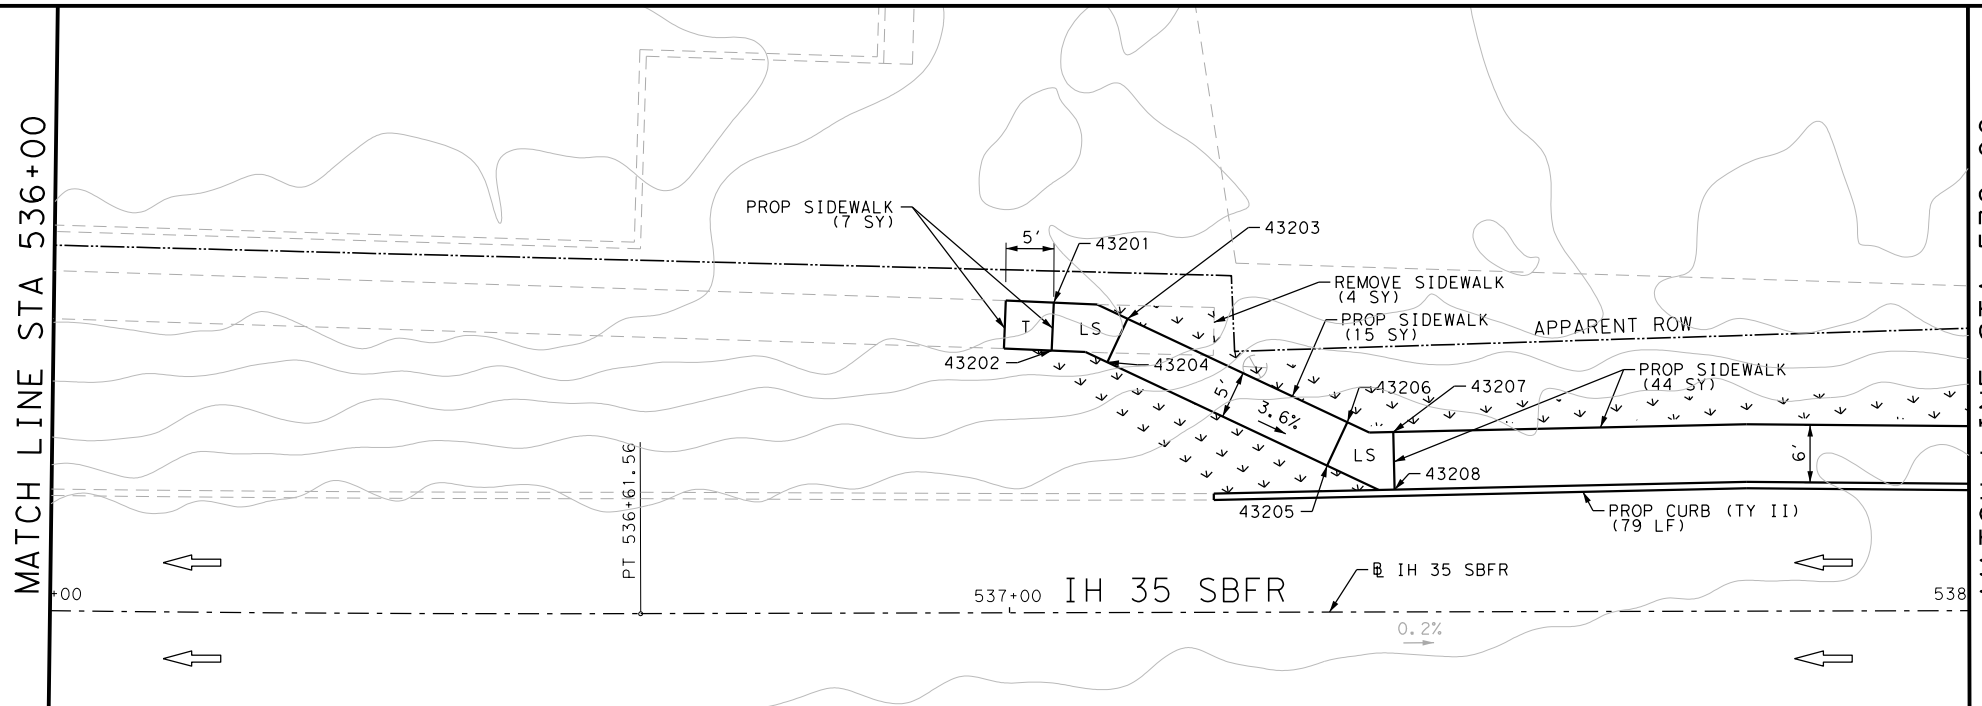 MATCH LINE STA 536+00
PROP SIDEWALK
(7 SY)
5'
43201
43203
REMOVE SIDEWALK
(4 SY)
PROP SIDEWALK
(15 SY)
APPARENT ROW
T
LS
43202
43204
5'
3.6%
43206
43207
PROP SIDEWALK
(44 SY)
LS
43208
6'
43205
PROP CURB (TY II)
(79 LF)
PT 536+61.56
+00
537+00
IH 35 SBFR
BL IH 35 SBFR
538
0.2%